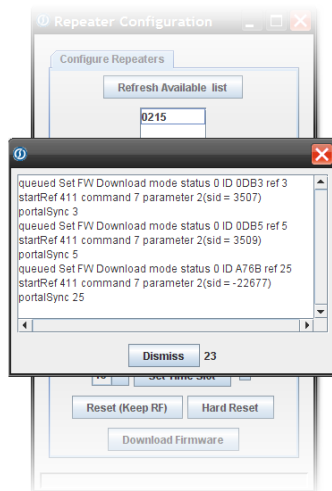 Repeater Configuration
Configure Repeaters
Refresh Available list
0215
queued Set FW Download mode status 0 ID 0DB3 ref 3
startRef 411 command 7 parameter 2(sid = 3507)
portalSync 3
queued Set FW Download mode status 0 ID 0DB5 ref 5
startRef 411 command 7 parameter 2(sid = 3509)
portalSync 5
queued Set FW Download mode status 0 ID A76B ref 25
startRef 411 command 7 parameter 2(sid = -22677)
portalSync 25
Dismiss 23
Set Time Slot
Reset (Keep RF) Hard Reset
Download Firmware